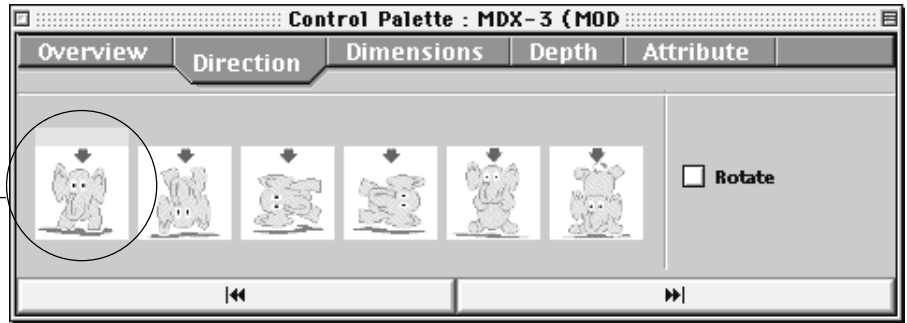 Control Palette : MDX-3 (MOD
Overview Direction Dimensions Depth Attribute
Rotate